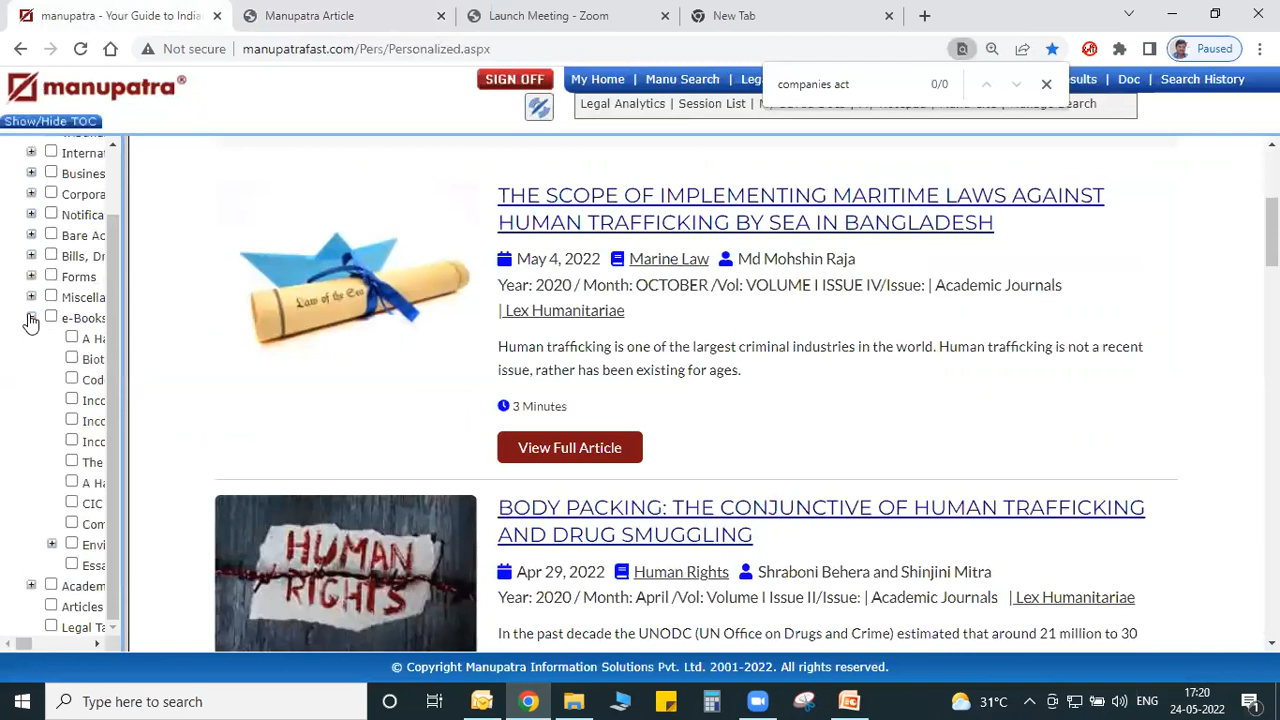 manupatra - Your Guide to India
Manupatra Article
Launch Meeting - Zoom
New Tab
Not secure
manupatrafast.com/Pers/Personalized.aspx
Paused
manupatra®
SIGN OFF
My Home
Manu Search
companies act
0/0
Doc
Search History
Legal Analytics
Session List
Search
Show/Hide TOC
Interna
Busines
Corpora
Notifica
Bare Ac
Bills, Dr
Forms
Miscella
e-Books
A Ha
Biot
Cod
Inco
Inco
Inco
The
A Ha
CIC
Com
Envi
Essa
Academ
Articles
Legal Ta
THE SCOPE OF IMPLEMENTING MARITIME LAWS AGAINST
HUMAN TRAFFICKING BY SEA IN BANGLADESH
May 4, 2022 Marine Law Md Mohshin Raja
Year: 2020 / Month: OCTOBER /Vol: VOLUME I ISSUE IV/Issue: | Academic Journals
| Lex Humanitariae
Human trafficking is one of the largest criminal industries in the world. Human trafficking is not a recent
issue, rather has been existing for ages.
3 Minutes
View Full Article
Law of the Sea
BODY PACKING: THE CONJUNCTIVE OF HUMAN TRAFFICKING
AND DRUG SMUGGLING
Apr 29, 2022 Human Rights Shraboni Behera and Shinjini Mitra
Year: 2020 / Month: April /Vol: Volume I Issue II/Issue: | Academic Journals | Lex Humanitariae
In the past decade the UNODC (UN Office on Drugs and Crime) estimated that around 21 million to 30
HUMAN
RIGHTS
© Copyright Manupatra Information Solutions Pvt. Ltd. 2001-2022. All rights reserved.
Type here to search
31°C
ENG
17:20
24-05-2022
1